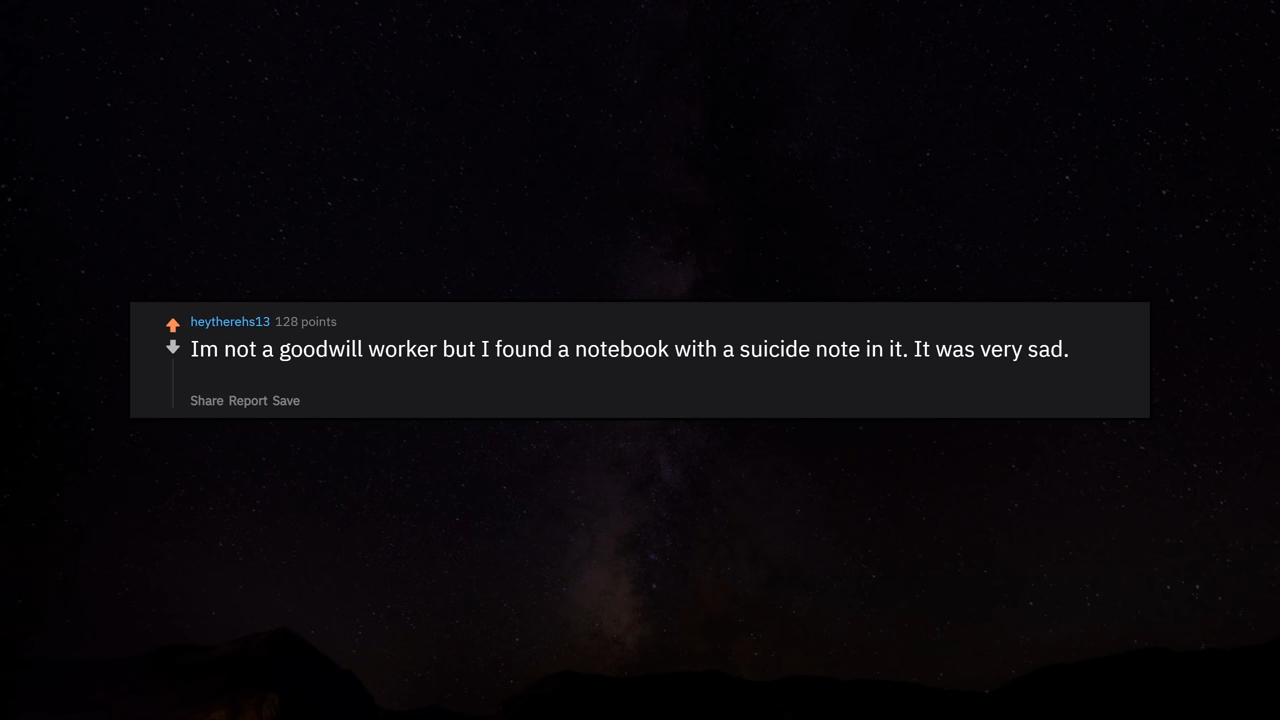 heytherehs13 128 points
Im not a goodwill worker but I found a notebook with a suicide note in it. It was very sad.
Share Report Save